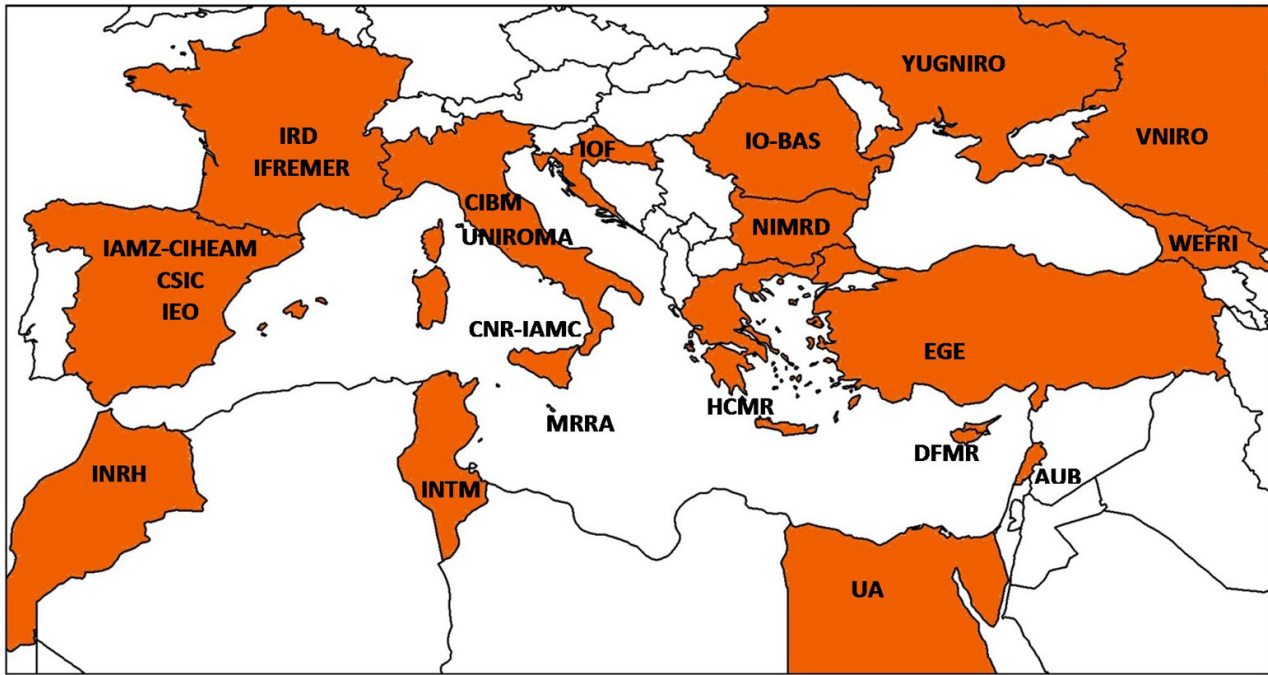 YUGNIRO
IRD
IFREMER
IOF
IO-BAS
VNIRO
CIBM
UNIROMA
NIMRD
WEFRI
IAMZ-CIHEAM
CSIC
IEO
CNR-IAMC
EGE
HCMR
MRRA
DFMR
INRH
INTM
AUB
UA